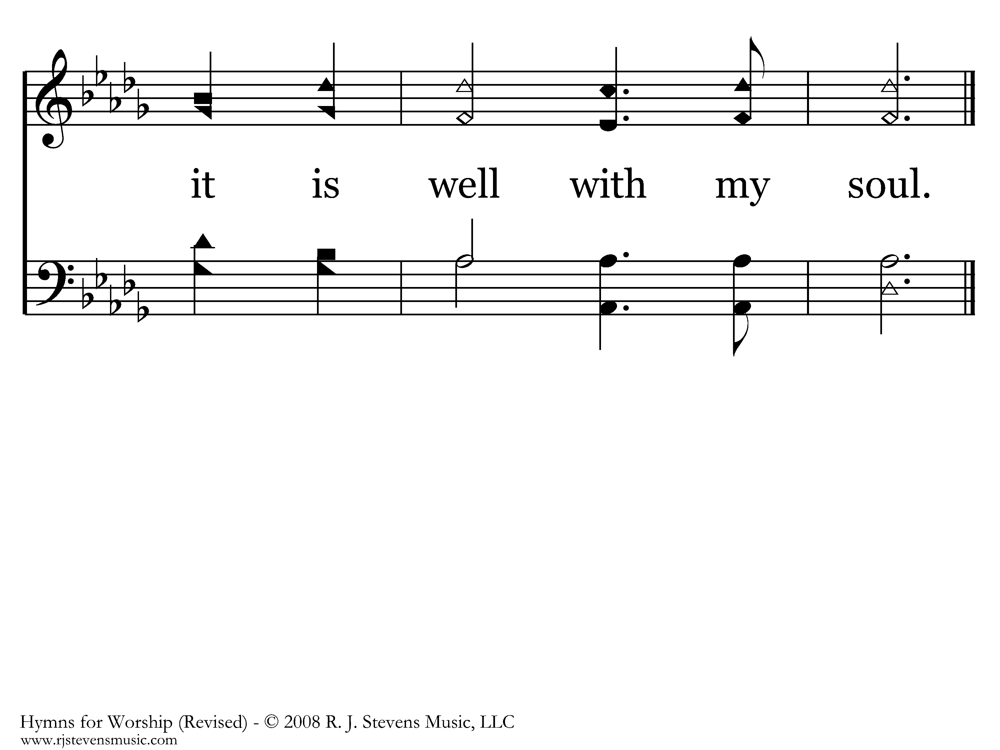 it is well with my soul.
Hymns for Worship (Revised) - © 2008 R. J. Stevens Music, LLC
www.rjstevensmusic.com